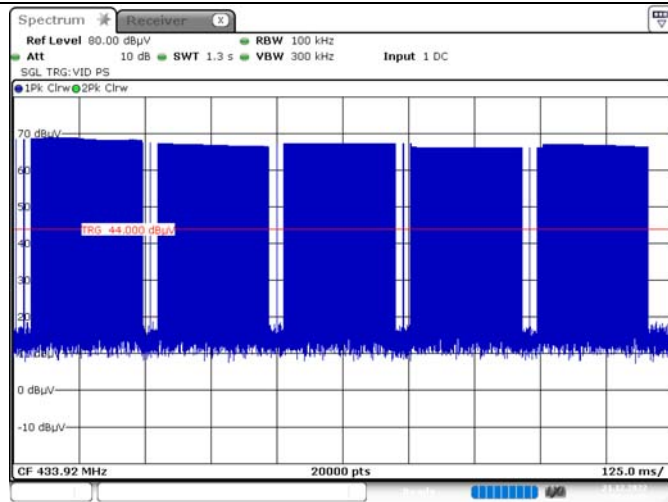 Spectrum Receiver X
Ref Level 80.00 dBµV RBW 100 kHz
Att 10 dB SWT 1.3 s VBW 300 kHz Input 1 DC
SGL TRG:VID PS
1Pk Clrw 2Pk Clrw
70 dBµV
60
50
TRG 44.000 dBµV
40
30
20
0 dBµV
-10 dBµV
CF 433.92 MHz 20000 pts 125.0 ms/